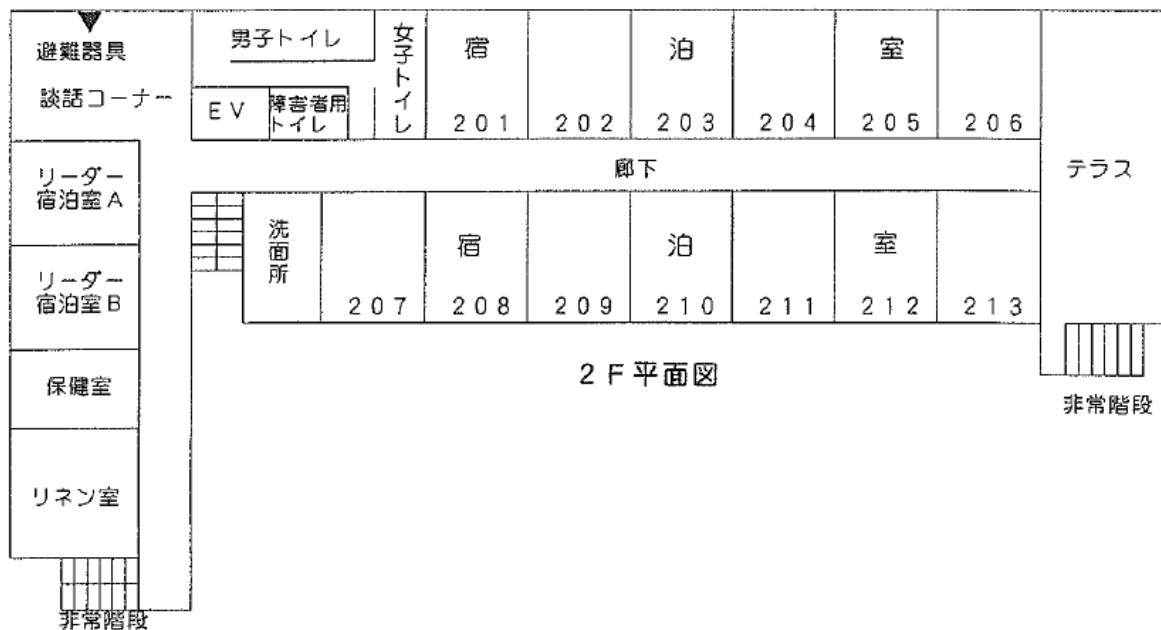 避難器具
談話コーナー
男子トイレ
女子トイレ
EV
障害者用
トイレ
宿泊室
201 202 203 204 205 206
廊下
テラス
リーダー
宿泊室A
リーダー
宿泊室B
保健室
リネン室
洗面所
宿泊室
207 208 209 210 211 212 213
2F平面図
非常階段
非常階段